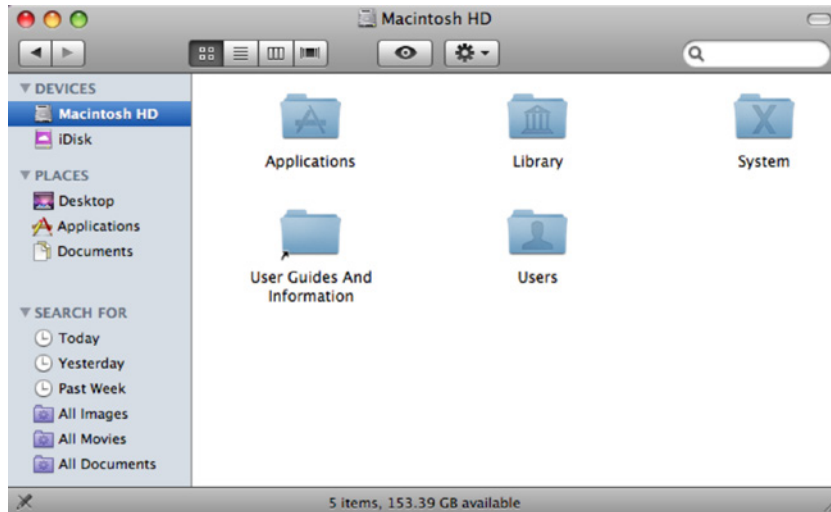 Macintosh HD
DEVICES
Macintosh HD
iDisk
PLACES
Desktop
Applications
Documents
SEARCH FOR
Today
Yesterday
Past Week
All Images
All Movies
All Documents
Applications
Library
System
User Guides And
Information
Users
5 items, 153.39 GB available